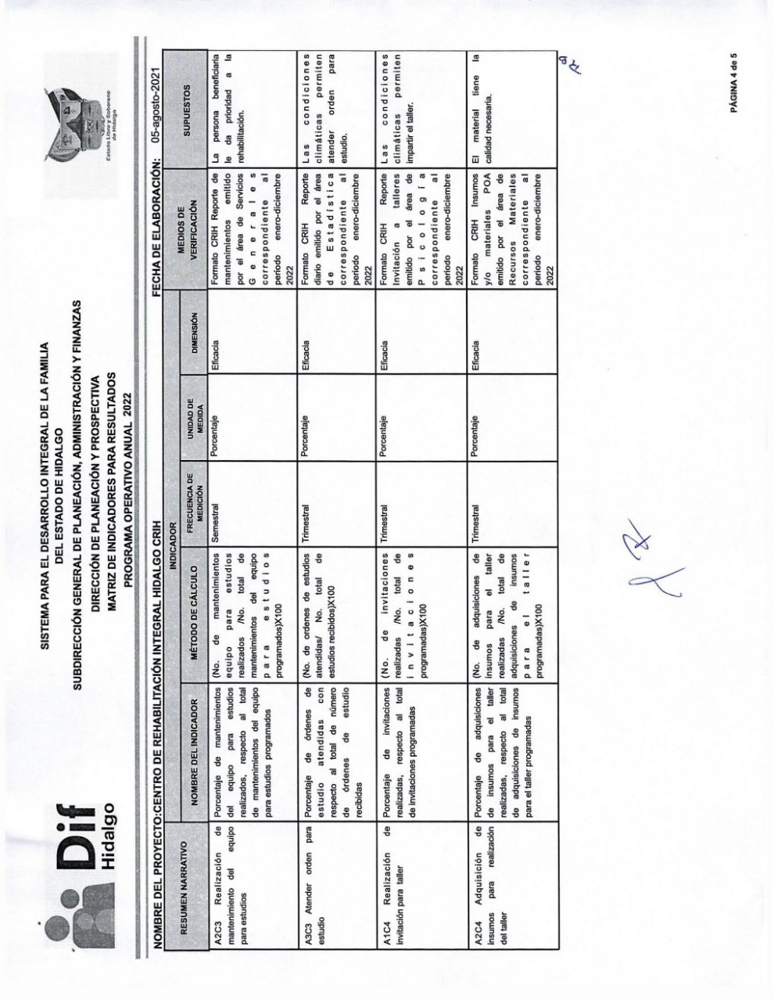 Dif
Hidalgo
SISTEMA PARA EL DESARROLLO INTEGRAL DE LA FAMILIA
DEL ESTADO DE HIDALGO
SUBDIRECCIÓN GENERAL DE PLANEACIÓN, ADMINISTRACIÓN Y FINANZAS
DIRECCIÓN DE PLANEACIÓN Y PROSPECTIVA
MATRIZ DE INDICADORES PARA RESULTADOS
PROGRAMA OPERATIVO ANUAL 2022
Estado Libre y Soberano
de Hidalgo
NOMBRE DEL PROYECTO:CENTRO DE REHABILITACIÓN INTEGRAL HIDALGO CRIH
FECHA DE ELABORACIÓN: 05-agosto-2021
RESUMEN NARRATIVO
INDICADOR
NOMBRE DEL INDICADOR
MÉTODO DE CÁLCULO
FRECUENCIA DE
MEDICIÓN
UNIDAD DE
MEDIDA
DIMENSIÓN
MEDIOS DE
VERIFICACIÓN
SUPUESTOS
A2C3 Realización de
mantenimiento del equipo
para estudios
Porcentaje de mantenimientos
del equipo para estudios
realizados, respecto al total
de mantenimientos del equipo
para estudios programados
(No. de mantenimientos
equipo para estudios
realizados /No. total de
mantenimientos del equipo
para estudios
programados)X100
Semestral
Porcentaje
Eficacia
Formato CRIH Reporte de
mantenimientos emitido
por el área de Servicios
Generales
correspondiente al
periodo enero-diciembre
2022
La persona beneficiaria
le da prioridad a la
rehabilitación.
A3C3 Atender orden para
estudio
Porcentaje de órdenes de
estudio atendidas con
respecto al total de número
de órdenes de estudio
recibidas
(No. de ordenes de estudios
atendidas/ No. total de
estudios recibidos)X100
Trimestral
Porcentaje
Eficacia
Formato CRIH Reporte
diario emitido por el área
de Estadística
correspondiente al
periodo enero-diciembre
2022
Las condiciones
climáticas permiten
atender orden para
estudio.
A1C4 Realización de
invitación para taller
Porcentaje de invitaciones
realizadas, respecto al total
de invitaciones programadas
(No. de invitaciones
realizadas /No. total de
invitaciones
programadas)X100
Trimestral
Porcentaje
Eficacia
Formato CRIH Reporte
Invitación a talleres
emitido por el área de
Psicología
correspondiente al
periodo enero-diciembre
2022
Las condiciones
climáticas permiten
impartir el taller.
A2C4 Adquisición de
insumos para realización
del taller
Porcentaje de adquisiciones
de insumos para el taller
realizadas, respecto al total
de adquisiciones de insumos
para el taller programadas
(No. de adquisiciones de
insumos para el taller
realizadas /No. total de
adquisiciones de insumos
para el taller
programadas)X100
Trimestral
Porcentaje
Eficacia
Formato CRIH Insumos
y/o materiales POA
emitido por el área de
Recursos Materiales
correspondiente al
periodo enero-diciembre
2022
El material tiene la
calidad necesaria.
PÁGINA 4 de 5